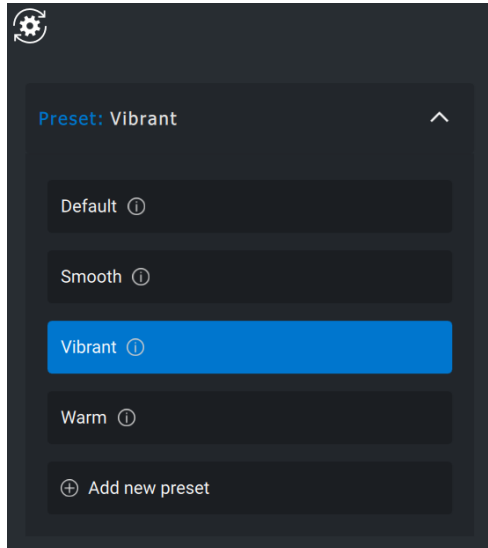 Preset: Vibrant
Default
Smooth
Vibrant
Warm
Add new preset